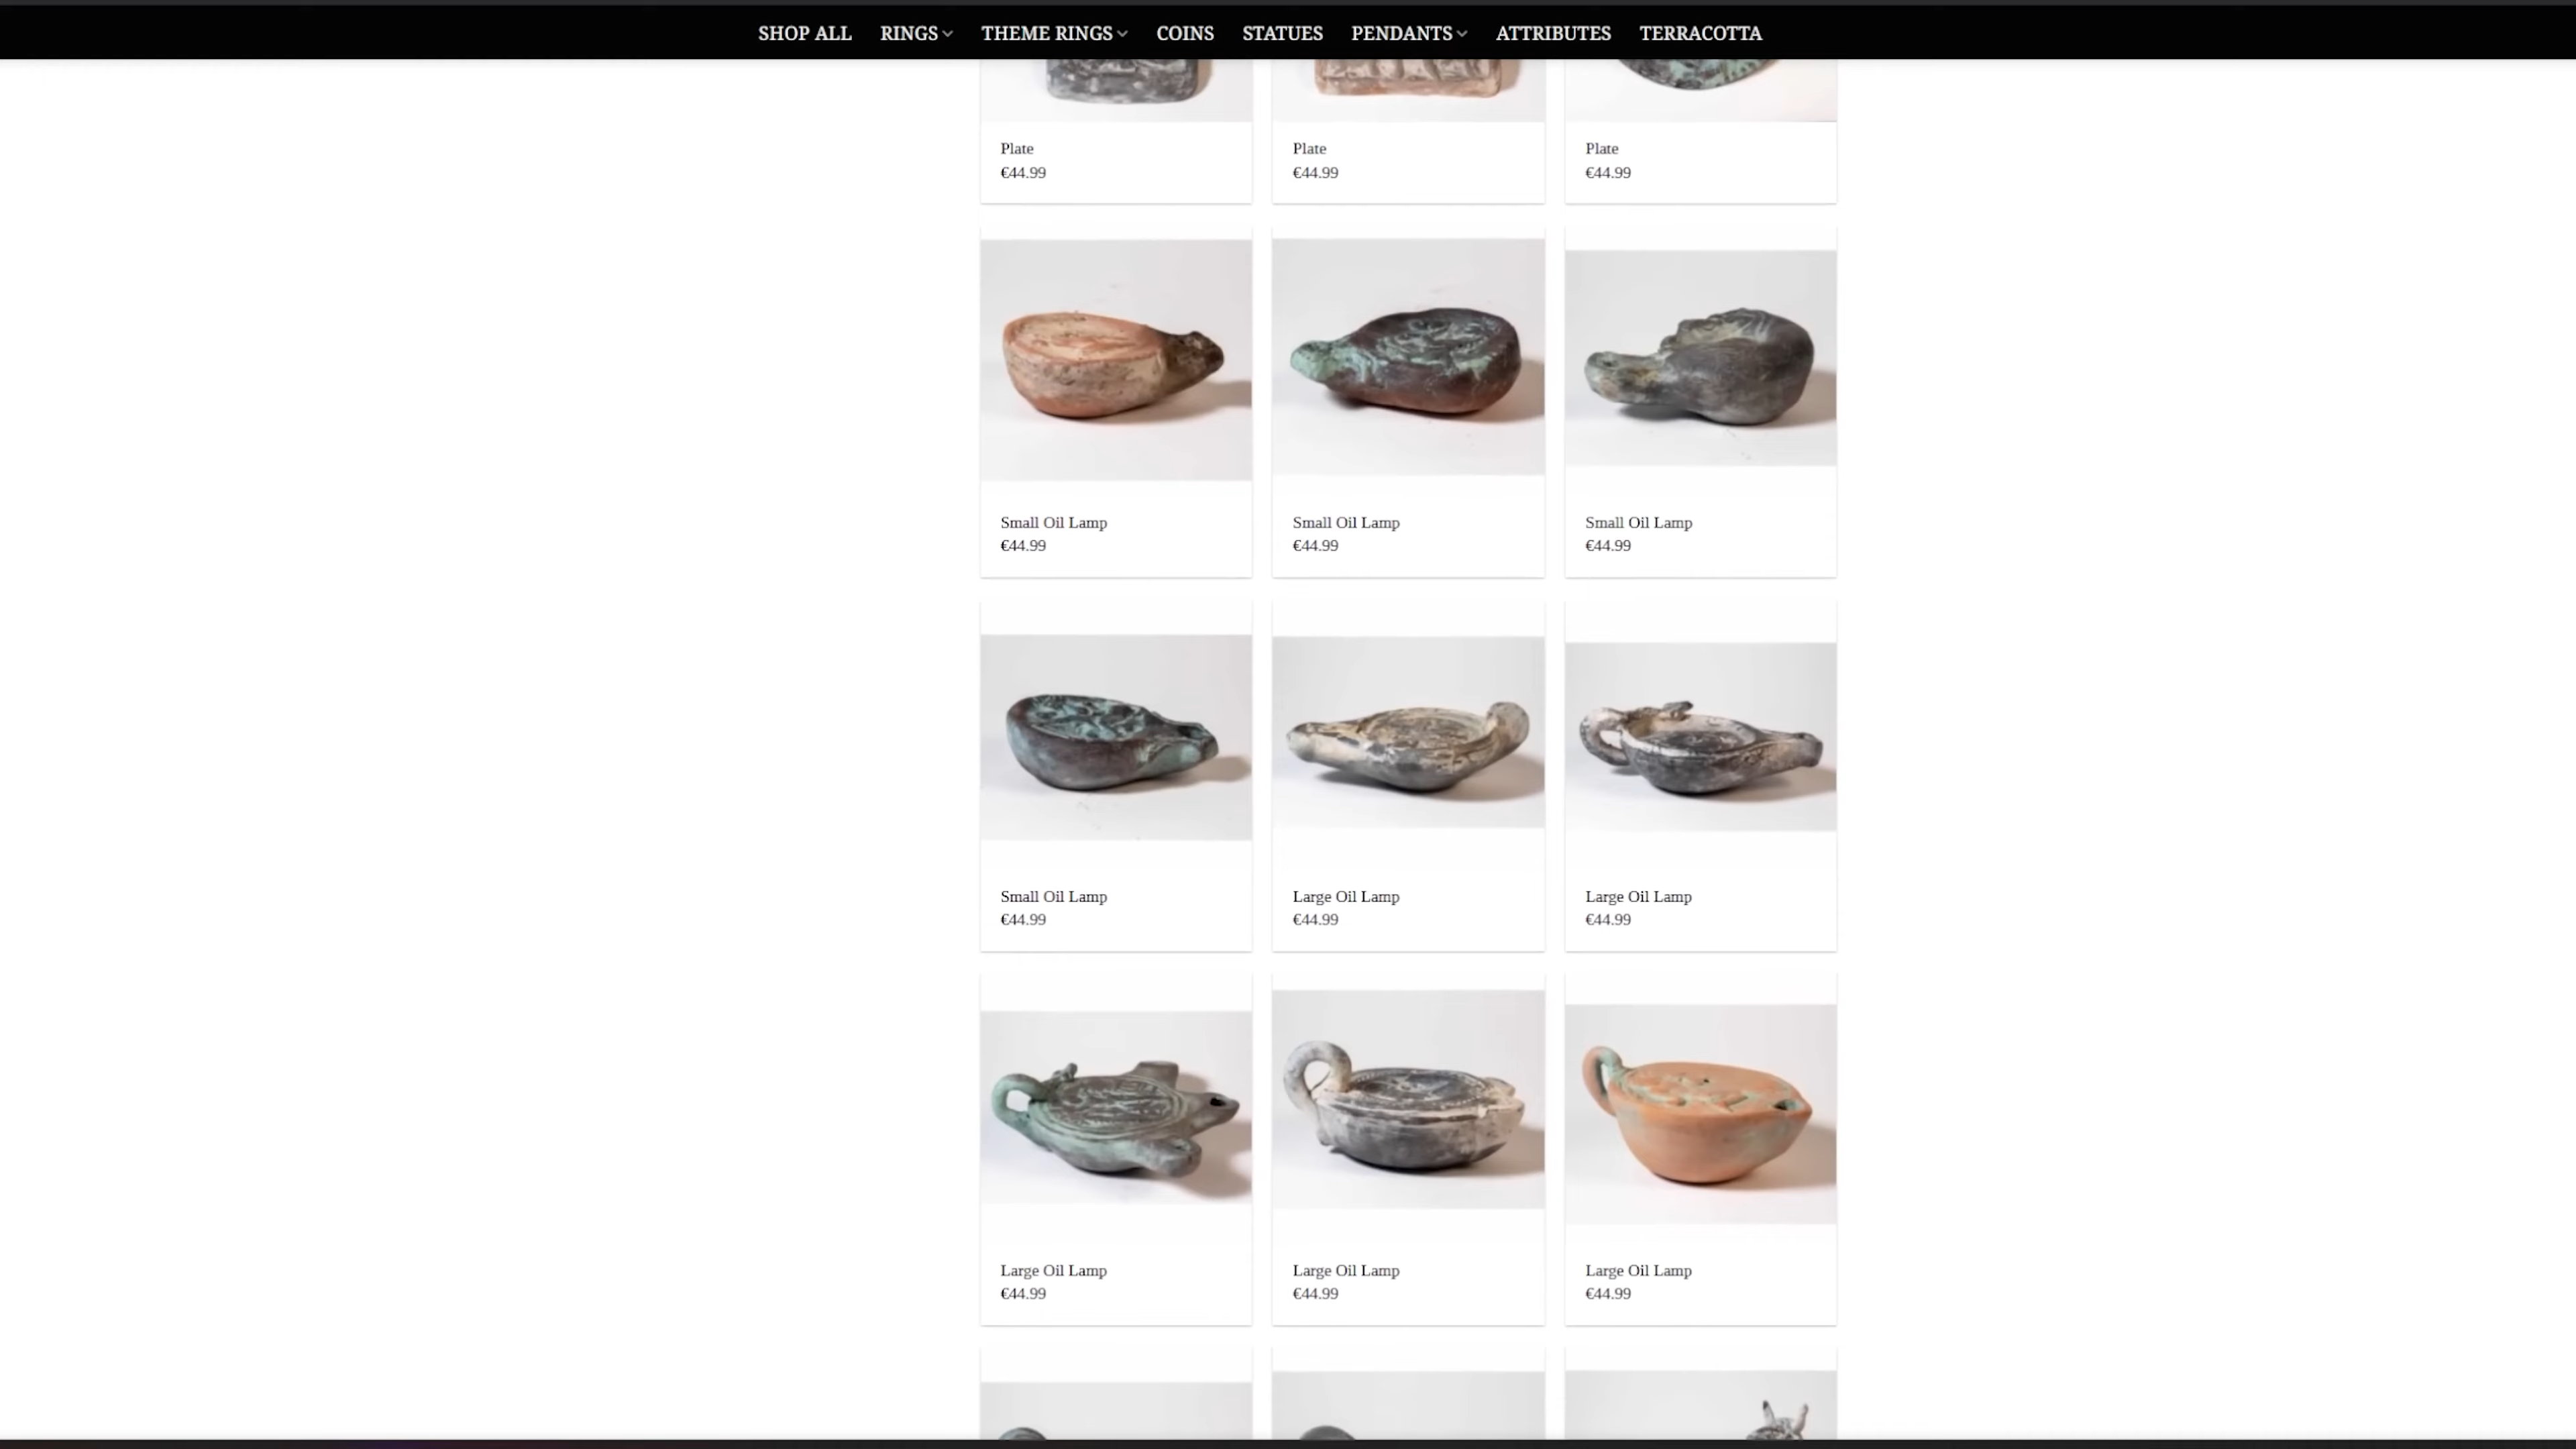 SHOP ALL RINGS THEME RINGS COINS STATUES PENDANTS ATTRIBUTES TERRACOTTA
Plate Plate Plate
€44.99 €44.99 €44.99
Small Oil Lamp Small Oil Lamp Small Oil Lamp
€44.99 €44.99 €44.99
Small Oil Lamp Large Oil Lamp Large Oil Lamp
€44.99 €44.99 €44.99
Large Oil Lamp Large Oil Lamp Large Oil Lamp
€44.99 €44.99 €44.99